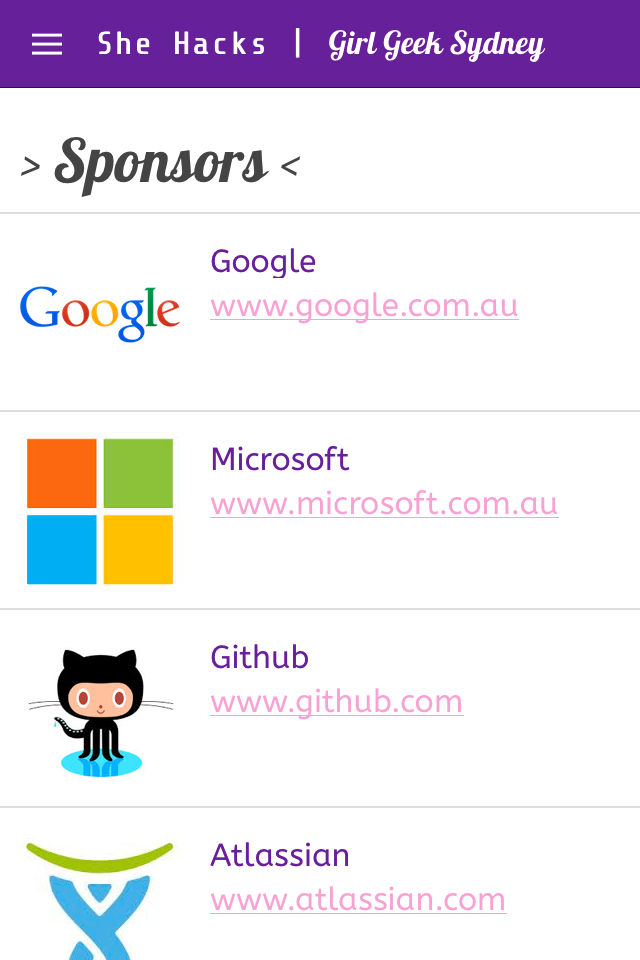 She Hacks | Girl Geek Sydney
> Sponsors <
Google
Google
www.google.com.au
Microsoft
www.microsoft.com.au
Github
www.github.com
Atlassian
www.atlassian.com